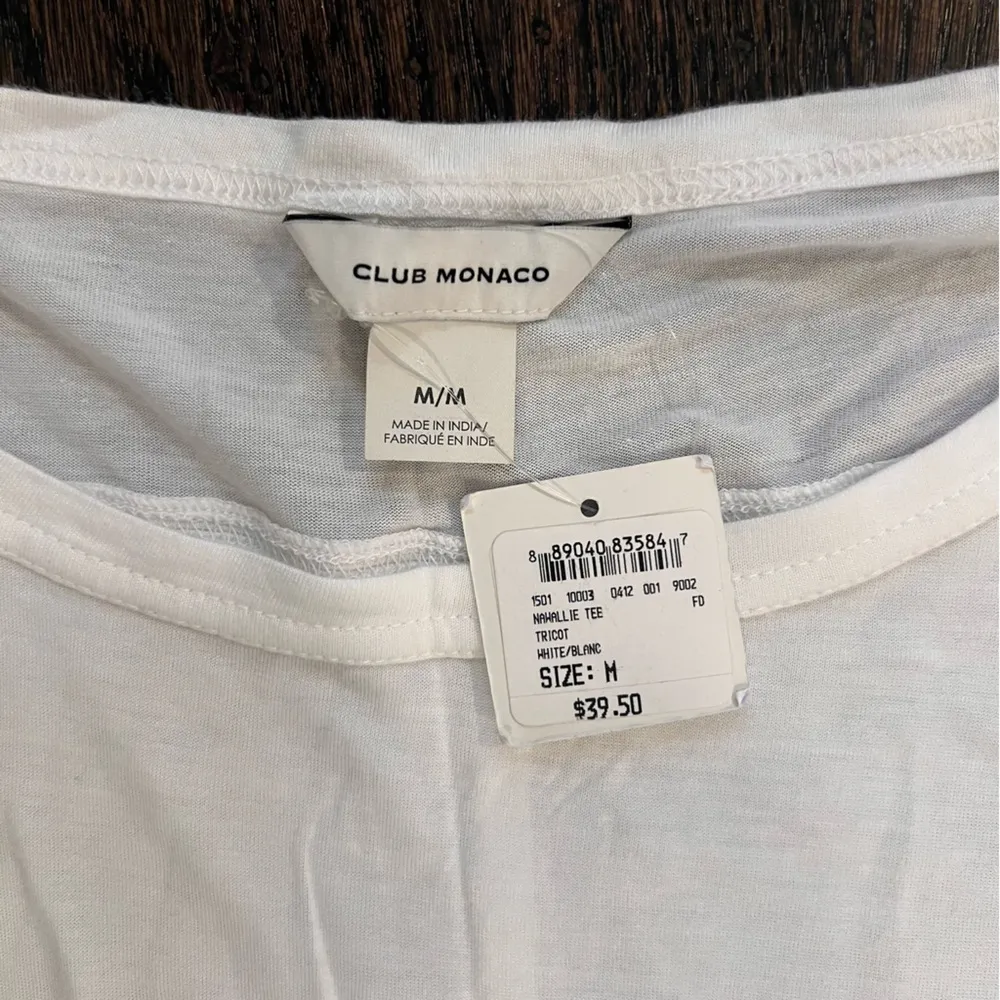 CLUB MONACO
M/M
MADE IN INDIA/
FABRIQUÉ EN INDE
8 89040 83584 7
1501 10003 0412 001 9002
NAWALLIE TEE FD
TRICOT
WHITE/BLANC
SIZE: M
$39.50